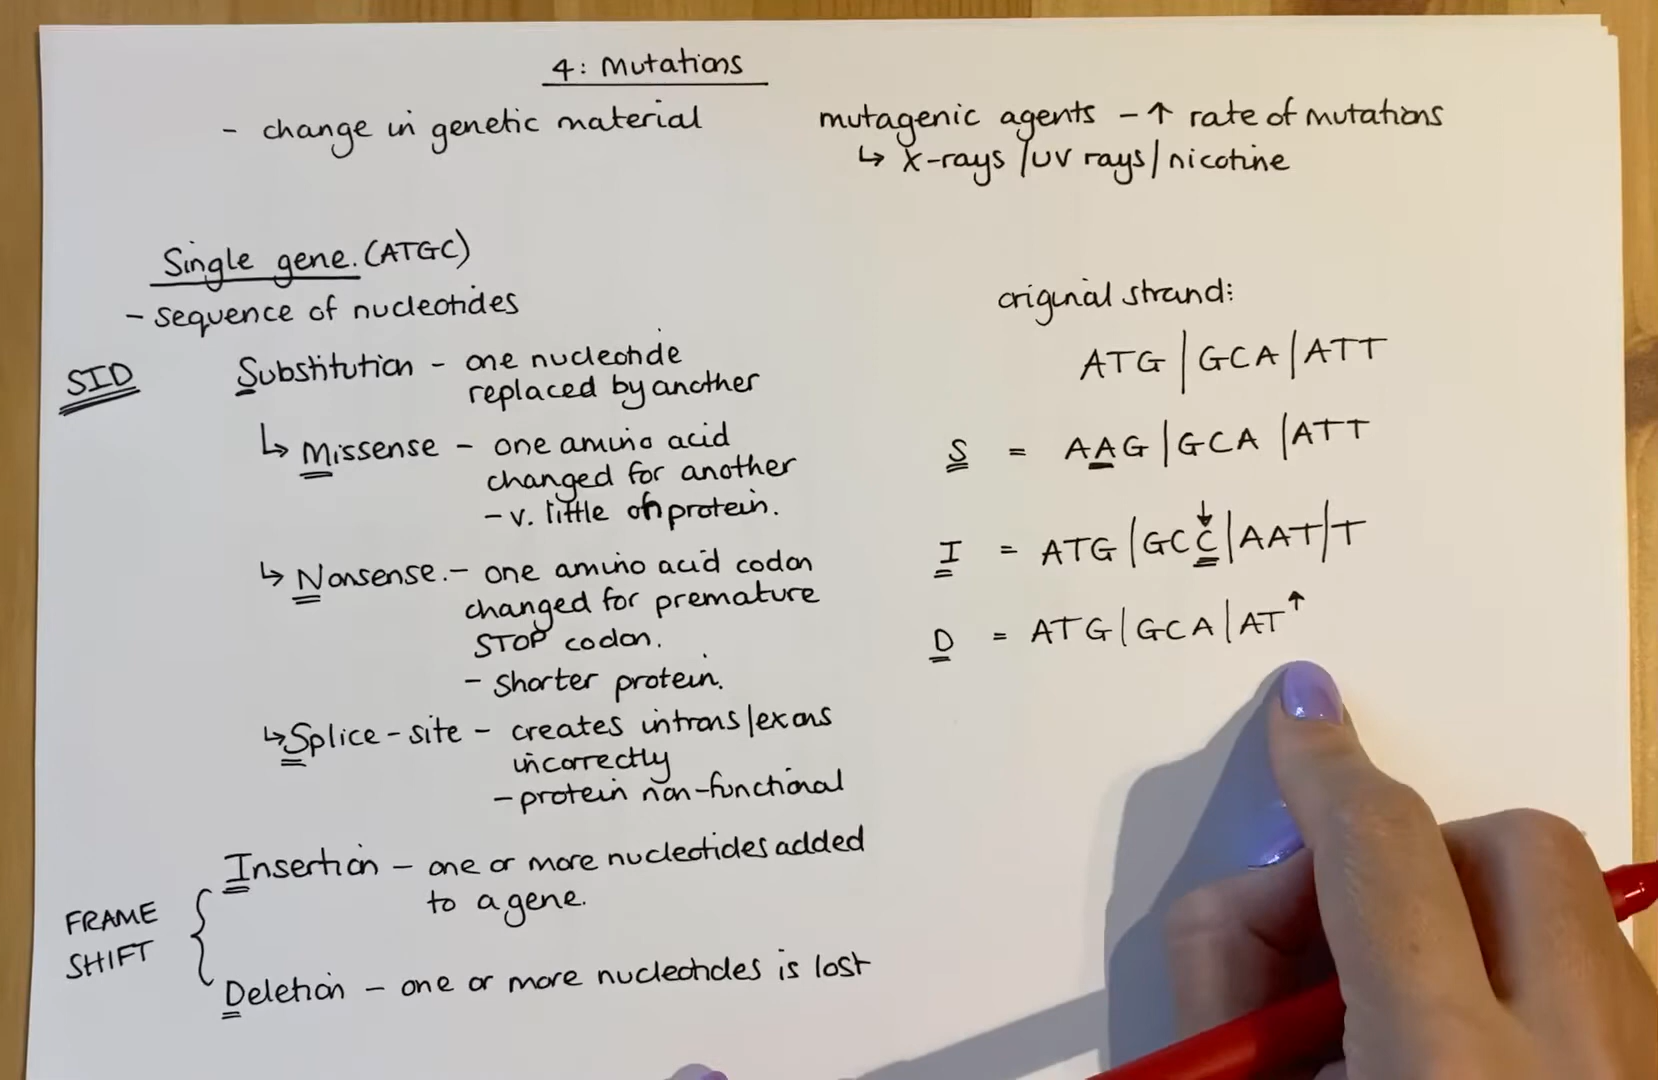 4: Mutations
- change in genetic material
mutagenic agents - ↑ rate of mutations
↳ X-rays /UV rays/ nicotine
Single gene. (ATGC)
- sequence of nucleotides
SID
Substitution - one nucleotide
replaced by another
↳ Missense - one amino acid
changed for another
- v. little on protein.
↳ Nonsense. - one amino acid codon
changed for premature
STOP codon.
- shorter protein.
↳ Splice-site - creates introns/exons
incorrectly
- protein non-functional
FRAME
SHIFT
Insertion - one or more nucleotides added
to a gene.
Deletion - one or more nucleotides is lost
original strand:
ATG | GCA | ATT
S = AAG | GCA | ATT
↓
I = ATG | GCC | AAT | T
D = ATG | GCA | AT ↑